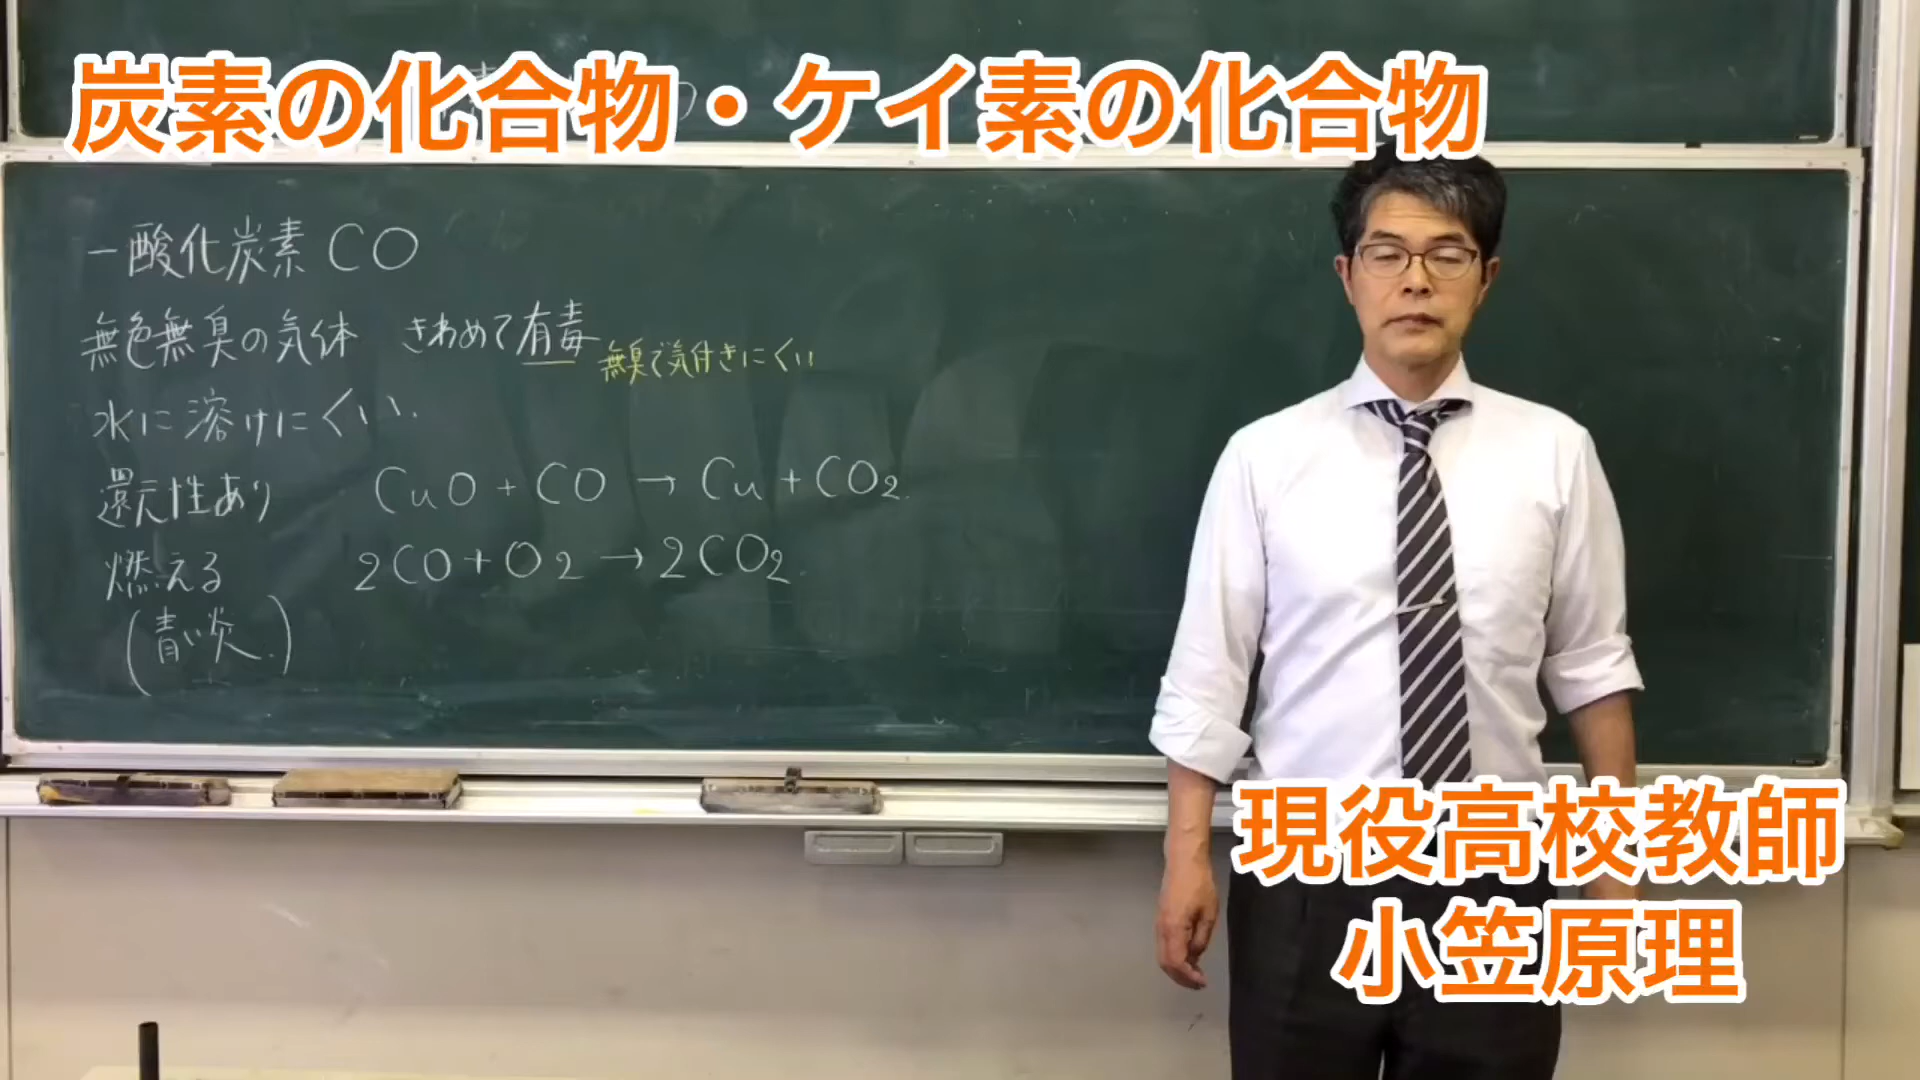 炭素の化合物・ケイ素の化合物
一酸化炭素 CO
無色無臭の気体 きわめて有毒
無臭で気付きにくい
水に溶けにくい.
還元性あり CuO + CO → Cu + CO2.
燃える 2CO + O2 → 2CO2.
(青い炎.)
現役高校教師
小笠原理